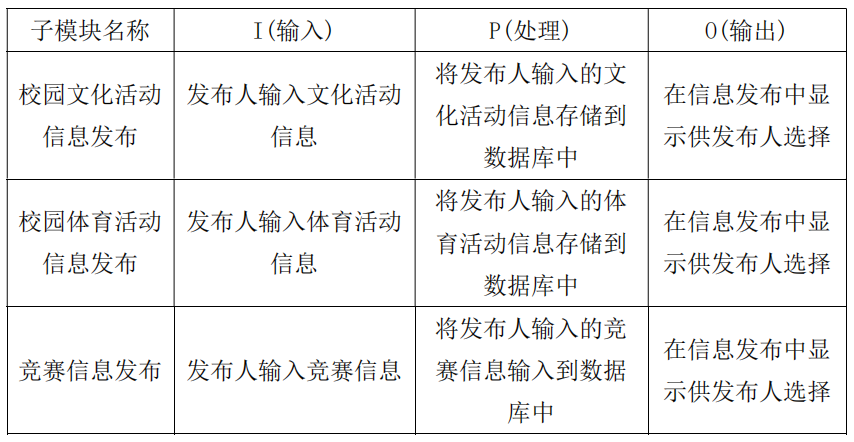 子模块名称
I(输入)
P(处理)
O(输出)
校园文化活动
信息发布
发布人输入文化活动
信息
将发布人输入的文
化活动信息存储到
数据库中
在信息发布中显
示供发布人选择
校园体育活动
信息发布
发布人输入体育活动
信息
将发布人输入的体
育活动信息存储到
数据库中
在信息发布中显
示供发布人选择
竞赛信息发布
发布人输入竞赛信息
将发布人输入的竞
赛信息输入到数据
库中
在信息发布中显
示供发布人选择